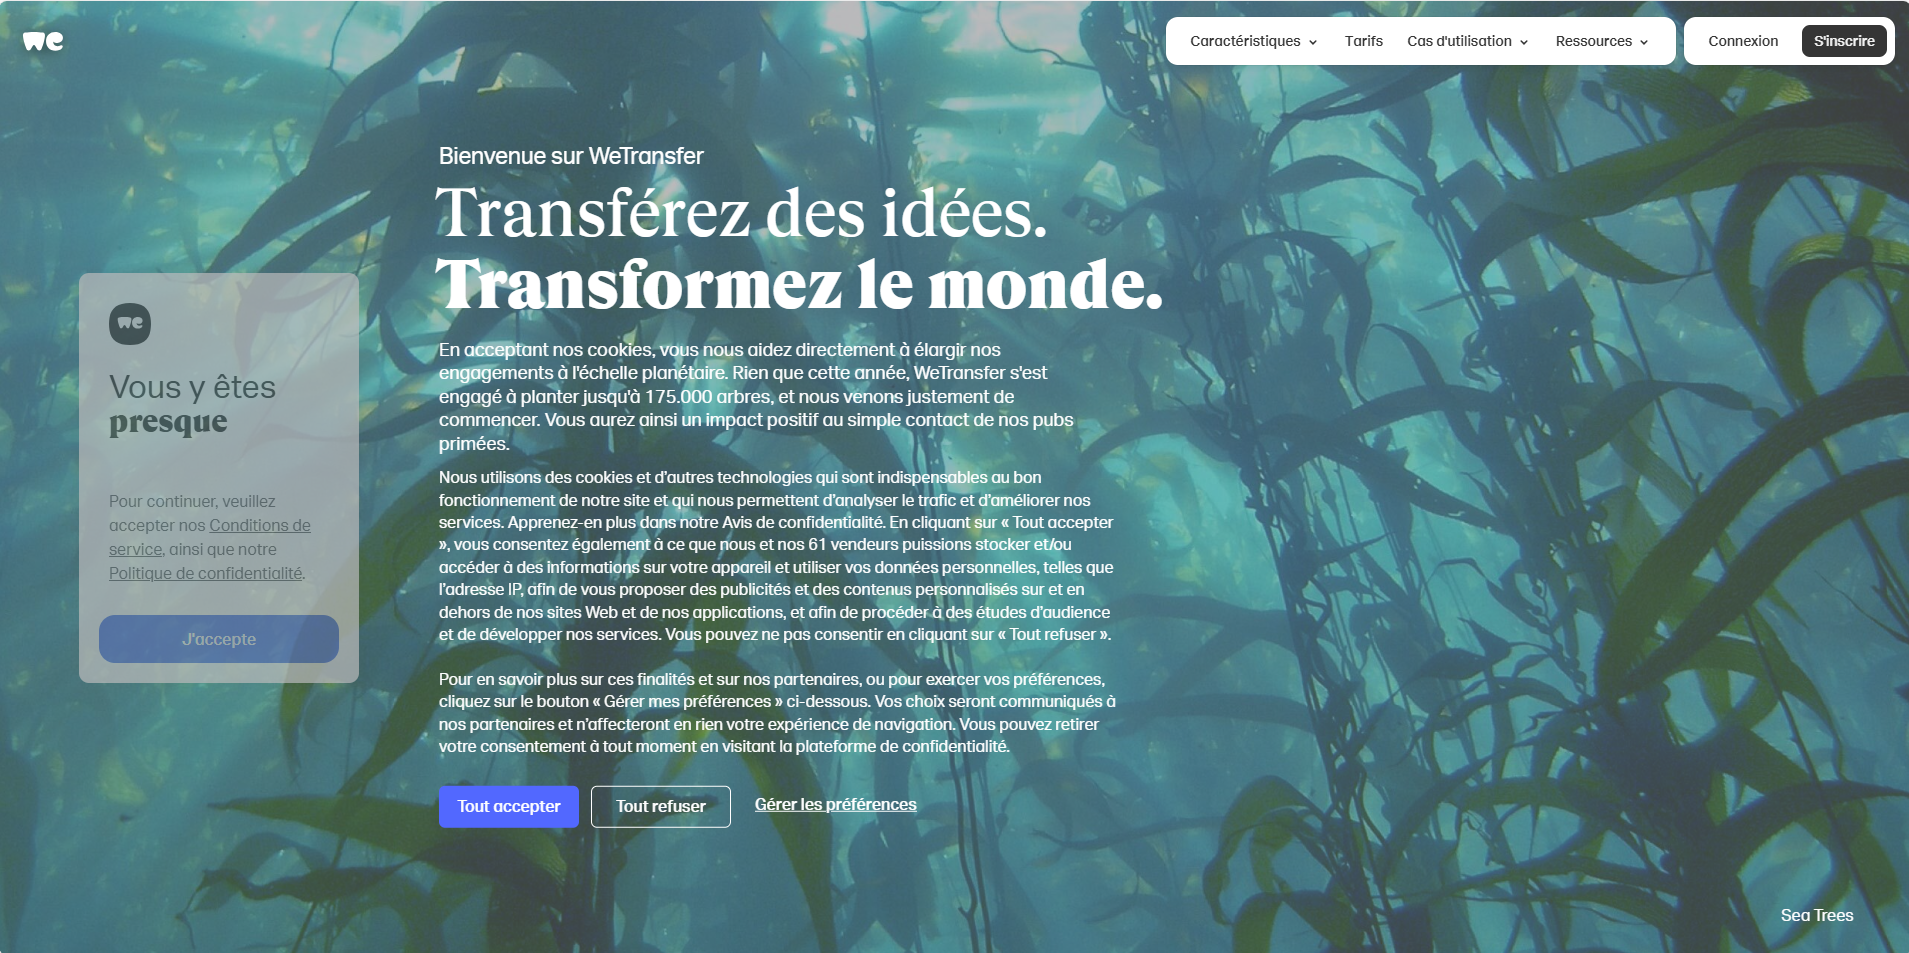 we
Caractéristiques
Tarifs
Cas d'utilisation
Ressources
Connexion
S'inscrire
Bienvenue sur WeTransfer
Transférez des idées.
Transformez le monde.
En acceptant nos cookies, vous nous aidez directement à élargir nos
engagements à l'échelle planétaire. Rien que cette année, WeTransfer s'est
engagé à planter jusqu'à 175.000 arbres, et nous venons justement de
commencer. Vous aurez ainsi un impact positif au simple contact de nos pubs
primées.
Nous utilisons des cookies et d’autres technologies qui sont indispensables au bon
fonctionnement de notre site et qui nous permettent d’analyser le trafic et d’améliorer nos
services. Apprenez-en plus dans notre Avis de confidentialité. En cliquant sur « Tout accepter
», vous consentez également à ce que nous et nos 61 vendeurs puissions stocker et/ou
accéder à des informations sur votre appareil et utiliser vos données personnelles, telles que
l’adresse IP, afin de vous proposer des publicités et des contenus personnalisés sur et en
dehors de nos sites Web et de nos applications, et afin de procéder à des études d’audience
et de développer nos services. Vous pouvez ne pas consentir en cliquant sur « Tout refuser ».
Pour en savoir plus sur ces finalités et sur nos partenaires, ou pour exercer vos préférences,
cliquez sur le bouton « Gérer mes préférences » ci-dessous. Vos choix seront communiqués à
nos partenaires et n’affecteront en rien votre expérience de navigation. Vous pouvez retirer
votre consentement à tout moment en visitant la plateforme de confidentialité.
Tout accepter
Tout refuser
Gérer les préférences
we
Vous y êtes
presque
Pour continuer, veuillez
accepter nos Conditions de
service, ainsi que notre
Politique de confidentialité.
J'accepte
Sea Trees